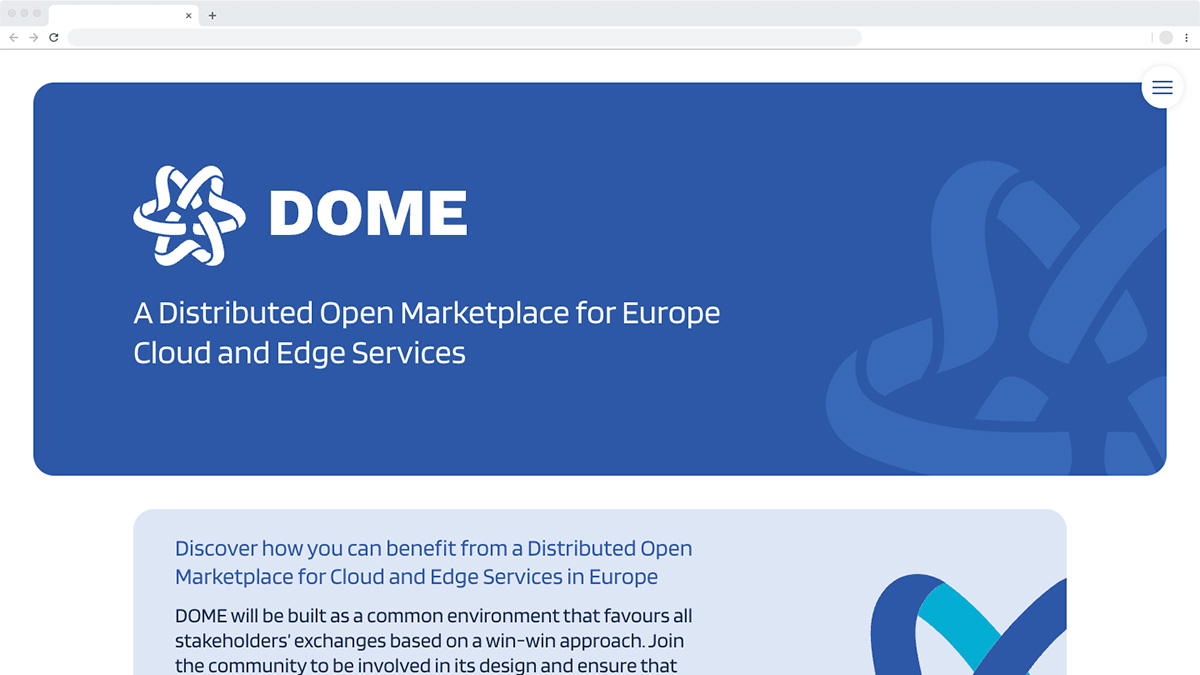 DOME
A Distributed Open Marketplace for Europe
Cloud and Edge Services
Discover how you can benefit from a Distributed Open
Marketplace for Cloud and Edge Services in Europe
DOME will be built as a common environment that favours all
stakeholders’ exchanges based on a win-win approach. Join
the community to be involved in its design and ensure that